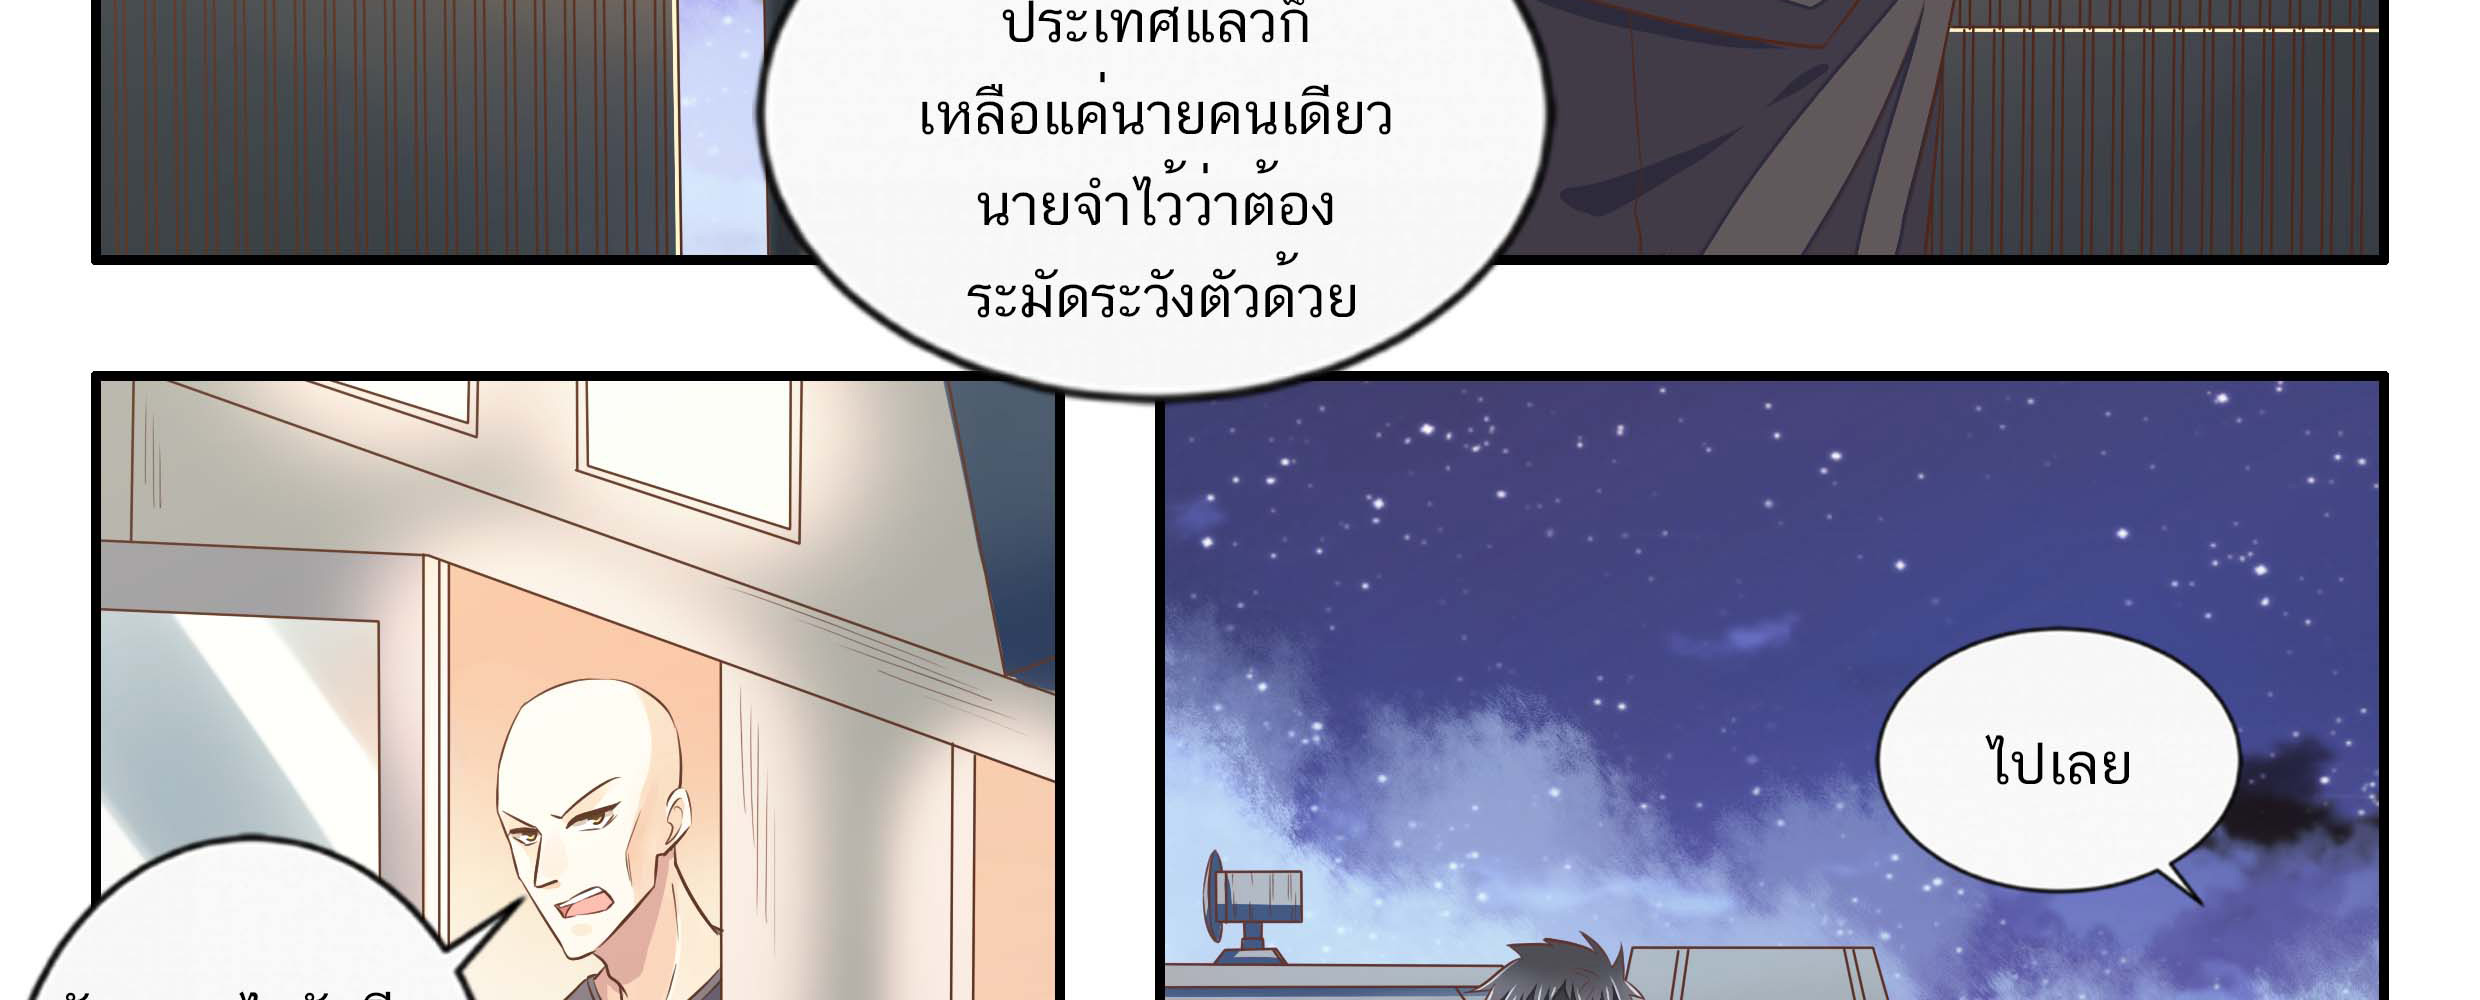 ประเทศแล้วก็
เหลือแค่นายคนเดียว
นายจำไว้ว่าต้อง
ระมัดระวังตัวด้วย
ไปเลย